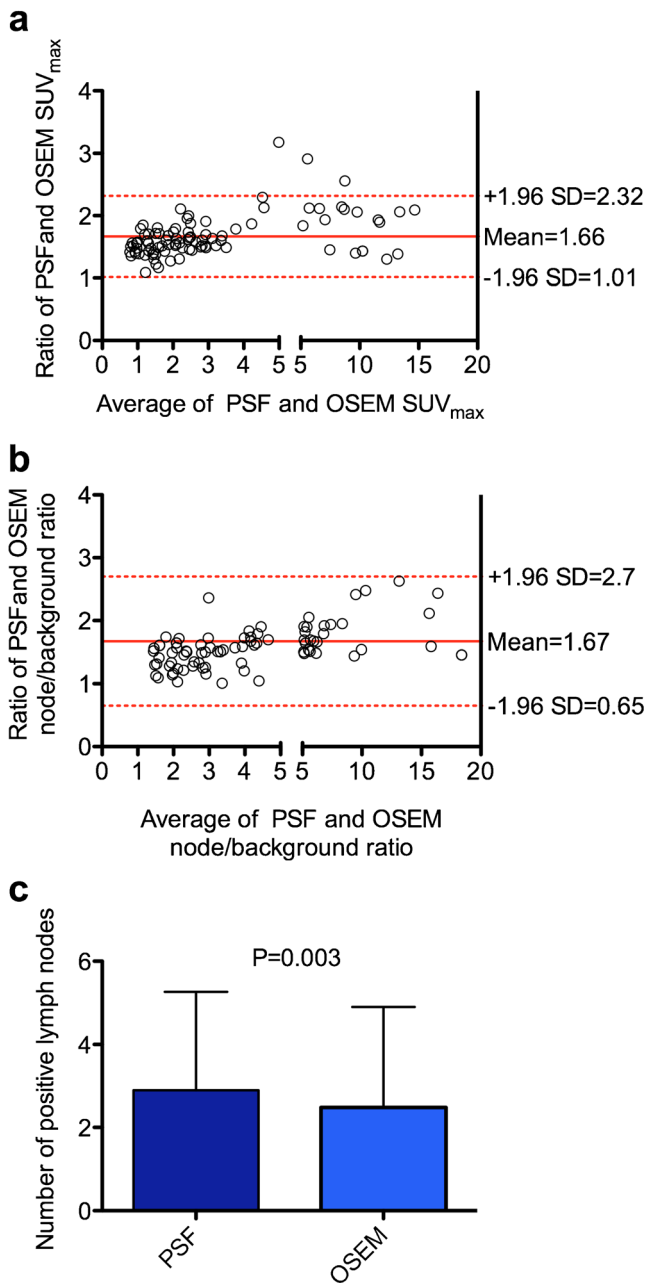 a
Ratio of PSFand OSEM SUVmax
4
3
2
1
0
+1.96 SD=2.32
Mean=1.66
-1.96 SD=1.01
0 1 2 3 4 5 5 10 15 20
Average of PSF and OSEM SUVmax
b
Ratio of PSFand OSEM
node/background ratio
4
3
2
1
0
+1.96 SD=2.7
Mean=1.67
-1.96 SD=0.65
0 1 2 3 4 5 5 10 15 20
Average of PSF and OSEM
node/background ratio
c
Number of positive lymph nodes
6
4
2
0
P=0.003
PSF
OSEM